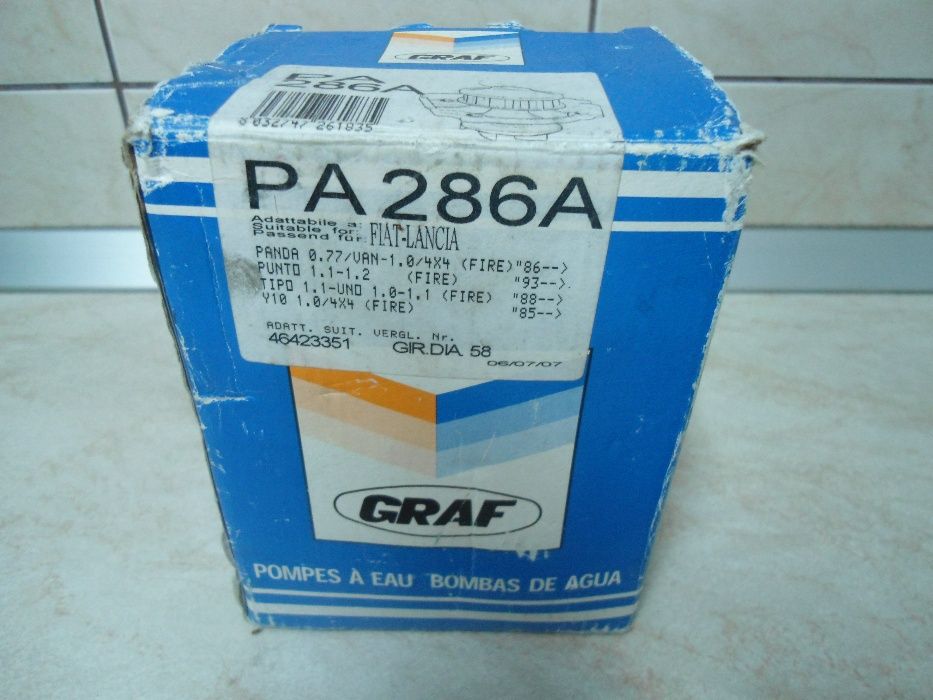 GRAF
PA
286A
8 032747 261835
PA 286A
Adattabile a:
Suitable for:
Passend für: FIAT-LANCIA
PANDA 0.77/VAN-1.0/4X4 (FIRE) "86-->
PUNTO 1.1-1.2 (FIRE) "93-->.
TIPO 1.1-UNO 1.0-1.1 (FIRE) "88-->
Y10 1.0/4X4 (FIRE) "85-->
ADATT. SUIT. VERGL. Nr.
46423351 GIR.DIA. 58
06/07/07
GRAF
POMPES À EAU BOMBAS DE AGUA